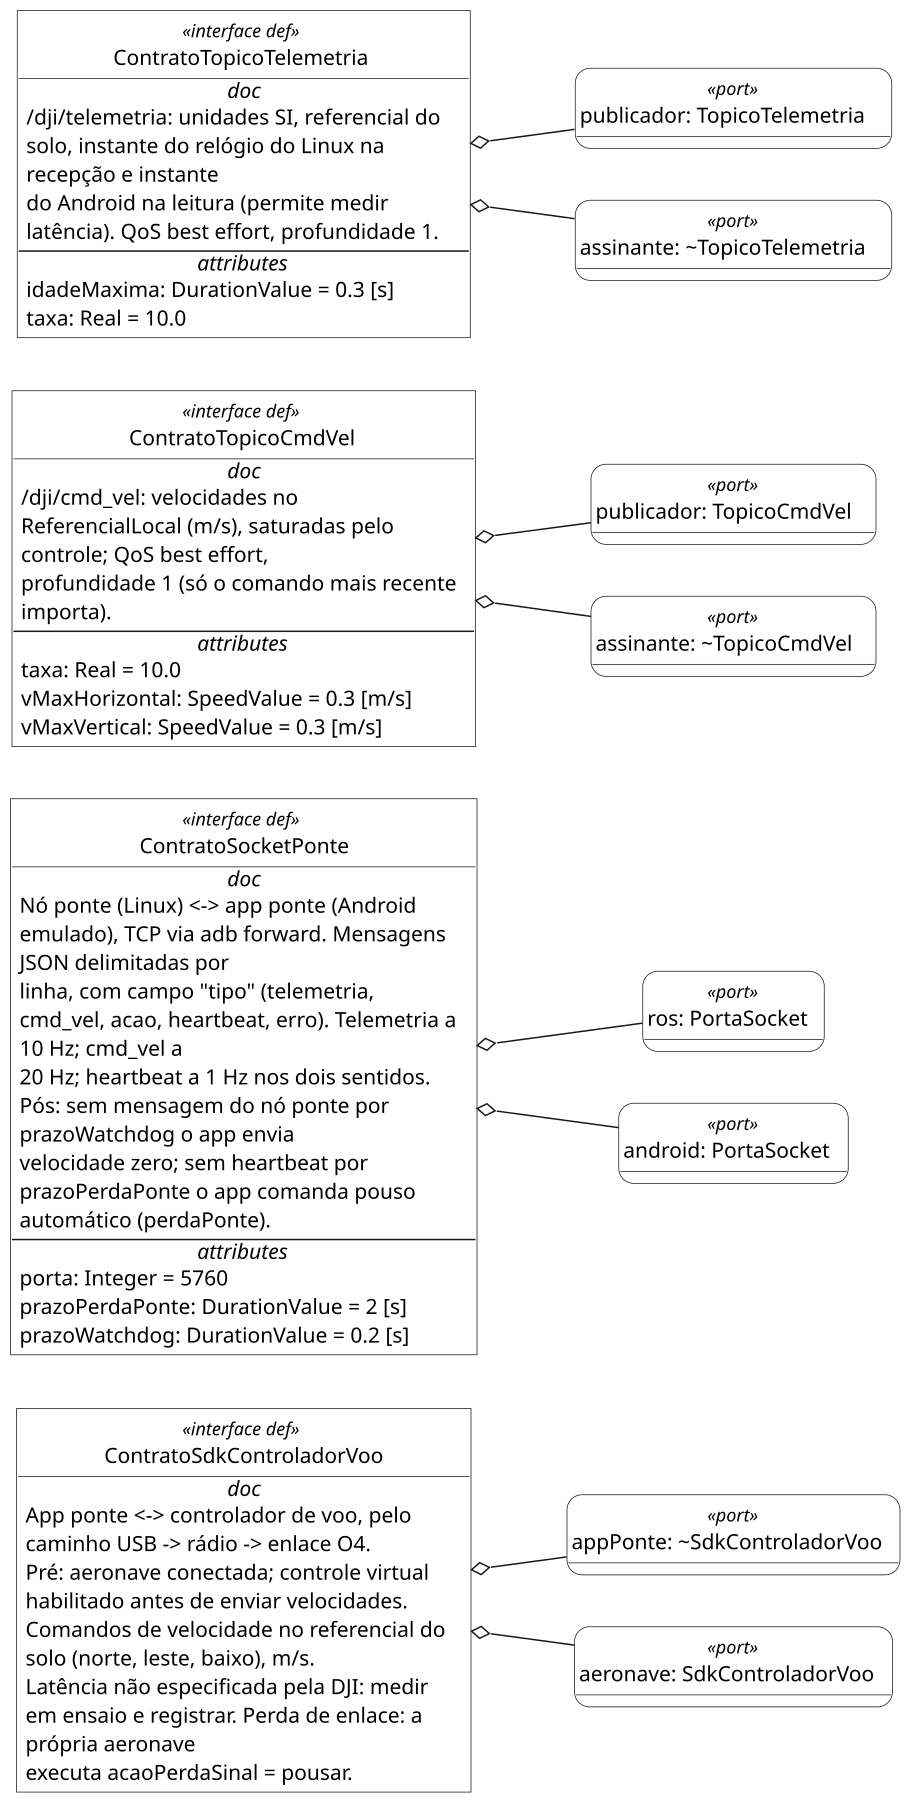 «interface def»
ContratoTopicoTelemetria
doc
/dji/telemetria: unidades SI, referencial do
solo, instante do relógio do Linux na
recepção e instante
do Android na leitura (permite medir
latência). QoS best effort, profundidade 1.
attributes
idadeMaxima: DurationValue = 0.3 [s]
taxa: Real = 10.0
«port»
publicador: TopicoTelemetria
«port»
assinante: ~TopicoTelemetria
«interface def»
ContratoTopicoCmdVel
doc
/dji/cmd_vel: velocidades no
ReferencialLocal (m/s), saturadas pelo
controle; QoS best effort,
profundidade 1 (só o comando mais recente
importa).
attributes
taxa: Real = 10.0
vMaxHorizontal: SpeedValue = 0.3 [m/s]
vMaxVertical: SpeedValue = 0.3 [m/s]
«port»
publicador: TopicoCmdVel
«port»
assinante: ~TopicoCmdVel
«interface def»
ContratoSocketPonte
doc
Nó ponte (Linux) <-> app ponte (Android
emulado), TCP via adb forward. Mensagens
JSON delimitadas por
linha, com campo "tipo" (telemetria,
cmd_vel, acao, heartbeat, erro). Telemetria a
10 Hz; cmd_vel a
20 Hz; heartbeat a 1 Hz nos dois sentidos.
Pós: sem mensagem do nó ponte por
prazoWatchdog o app envia
velocidade zero; sem heartbeat por
prazoPerdaPonte o app comanda pouso
automático (perdaPonte).
attributes
porta: Integer = 5760
prazoPerdaPonte: DurationValue = 2 [s]
prazoWatchdog: DurationValue = 0.2 [s]
«port»
ros: PortaSocket
«port»
android: PortaSocket
«interface def»
ContratoSdkControladorVoo
doc
App ponte <-> controlador de voo, pelo
caminho USB -> rádio -> enlace O4.
Pré: aeronave conectada; controle virtual
habilitado antes de enviar velocidades.
Comandos de velocidade no referencial do
solo (norte, leste, baixo), m/s.
Latência não especificada pela DJI: medir
em ensaio e registrar. Perda de enlace: a
própria aeronave
executa acaoPerdaSinal = pousar.
«port»
appPonte: ~SdkControladorVoo
«port»
aeronave: SdkControladorVoo